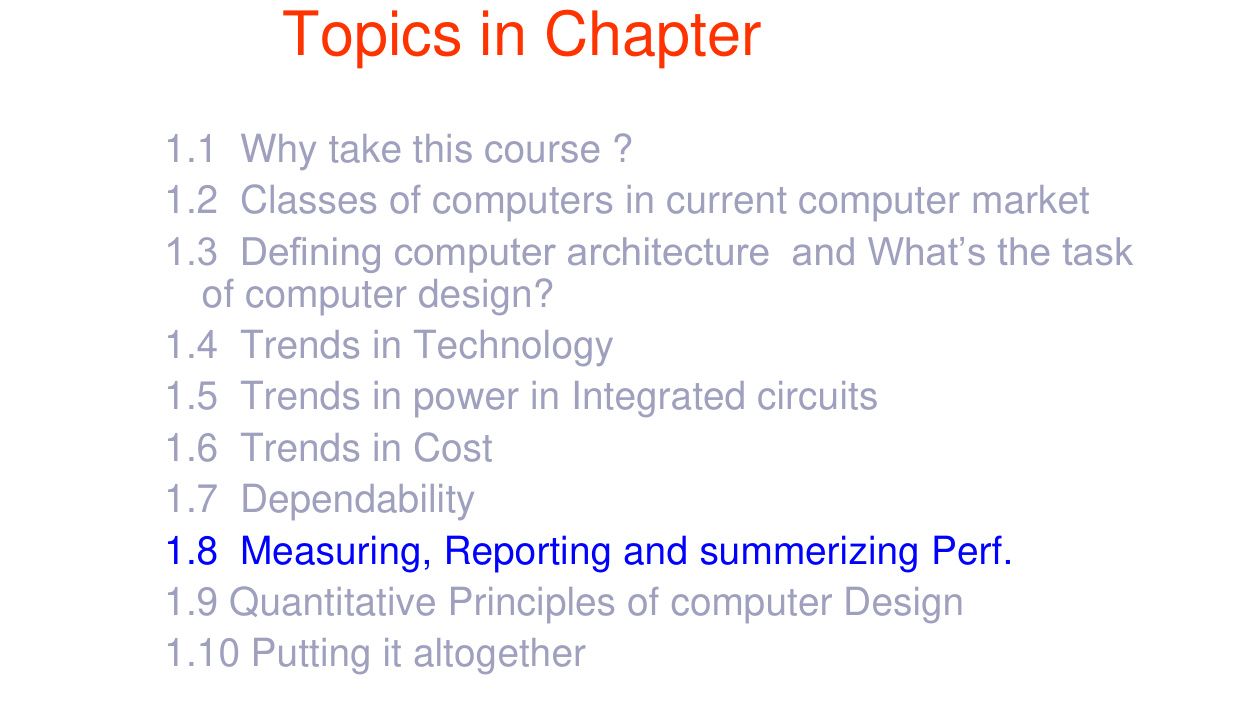 Topics in Chapter
1.1 Why take this course ?
1.2 Classes of computers in current computer market
1.3 Defining computer architecture and What’s the task
of computer design?
1.4 Trends in Technology
1.5 Trends in power in Integrated circuits
1.6 Trends in Cost
1.7 Dependability
1.8 Measuring, Reporting and summerizing Perf.
1.9 Quantitative Principles of computer Design
1.10 Putting it altogether